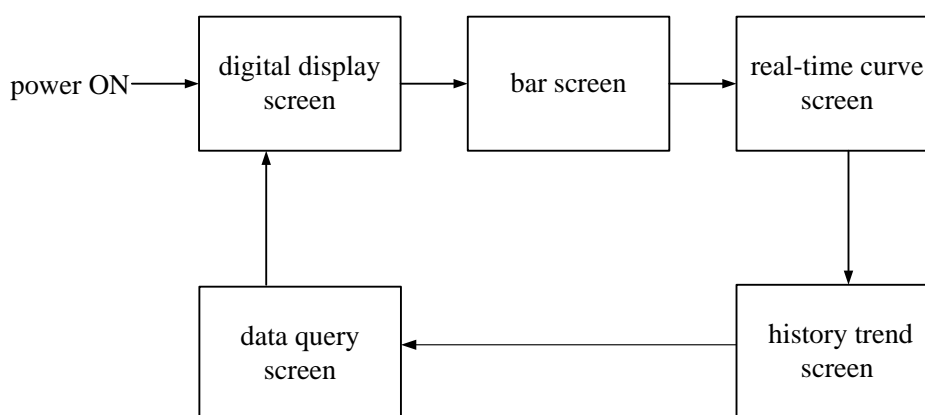 power ON
digital display
screen
bar screen
real-time curve
screen
history trend
screen
data query
screen